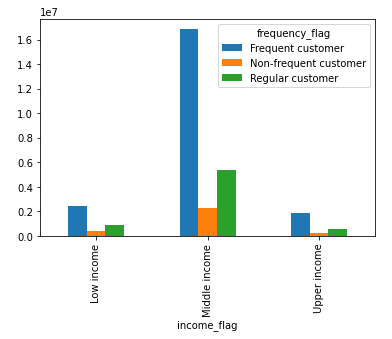 1e7
frequency_flag
Frequent customer
Non-frequent customer
Regular customer
1.6
1.4
1.2
1.0
0.8
0.6
0.4
0.2
0.0
Low income
Middle income
Upper income
income_flag